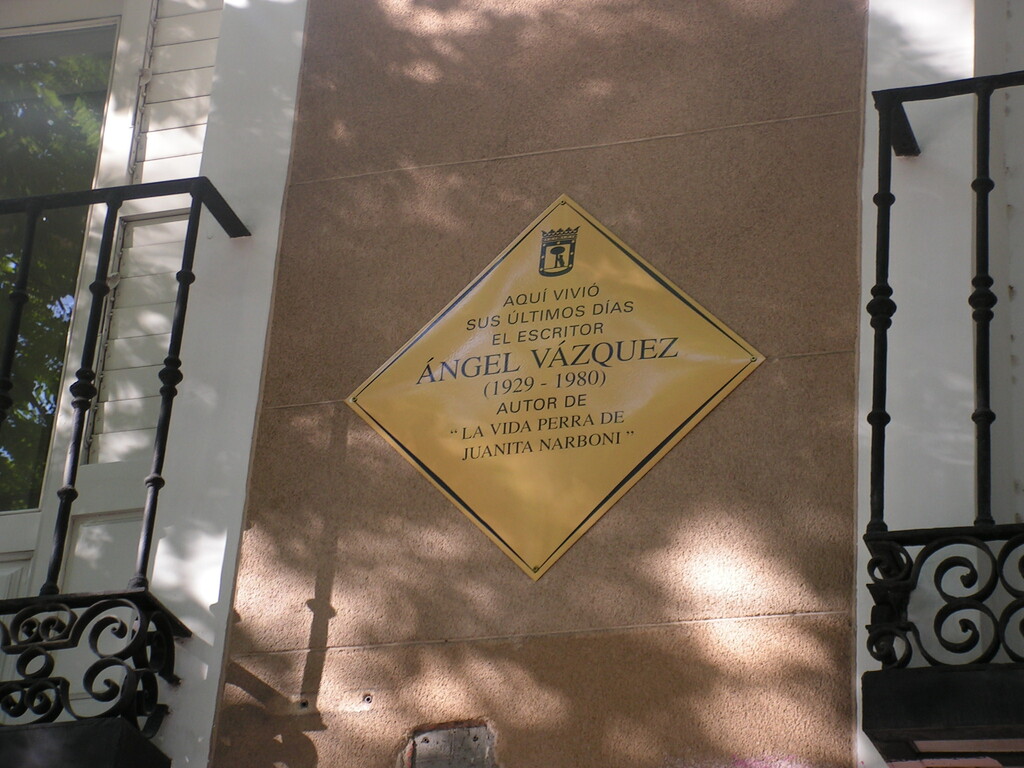 AQUÍ VIVIÓ
SUS ÚLTIMOS DÍAS
EL ESCRITOR
ÁNGEL VÁZQUEZ
(1929 - 1980)
AUTOR DE
“ LA VIDA PERRA DE
JUANITA NARBONI ”